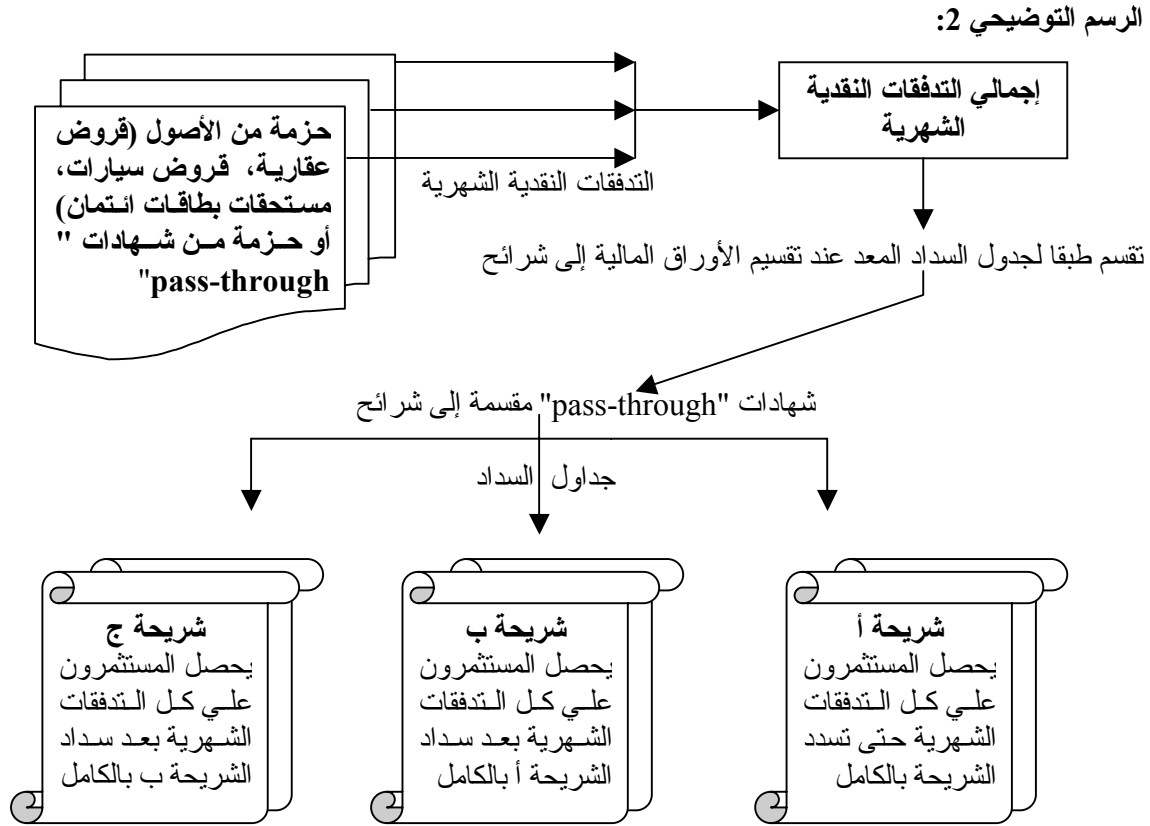 الرسم التوضيحي 2:
إجمالي التدفقات النقدية
الشهرية
حزمة من الأصول (قروض
عقارية، قروض سيارات،
مستحقات بطاقات ائتمان)
أو حزمة من شهادات "
pass-through"
التدفقات النقدية الشهرية
تقسم طبقا لجدول السداد المعد عند تقسيم الأوراق المالية إلى شرائح
شهادات "pass-through" مقسمة إلى شرائح
جداول السداد
شريحة أ
يحصل المستثمرون
علي كل التدفقات
الشهرية حتى تسدد
الشريحة بالكامل
شريحة ب
يحصل المستثمرون
علي كل التدفقات
الشهرية بعد سداد
الشريحة أ بالكامل
شريحة ج
يحصل المستثمرون
علي كل التدفقات
الشهرية بعد سداد
الشريحة ب بالكامل